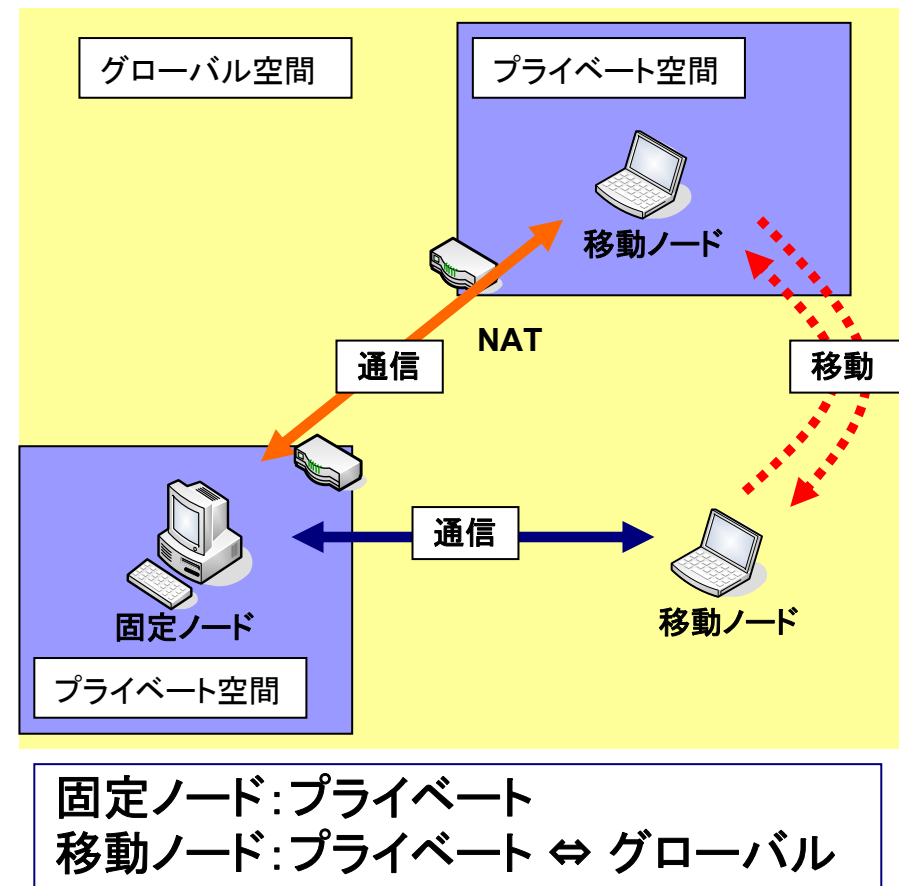 グローバル空間
プライベート空間
移動ノード
NAT
通信
移動
通信
固定ノード
移動ノード
プライベート空間
固定ノード:プライベート
移動ノード:プライベート ⇔ グローバル